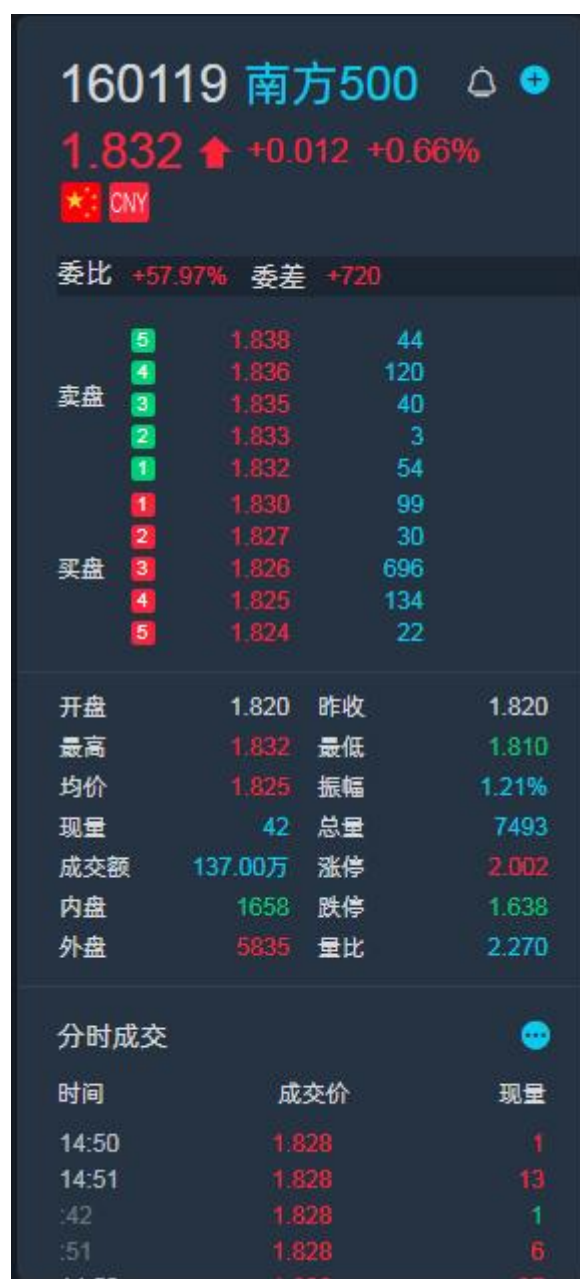 160119 南方500
1.832 +0.012 +0.66%
CNY
委比 +57.97% 委差 +720
5 1.838 44
4 1.836 120
卖盘
3 1.835 40
2 1.833 3
1 1.832 54
1 1.830 99
2 1.827 30
买盘 3 1.826 696
4 1.825 134
5 1.824 22
开盘 1.820 昨收 1.820
最高 1.832 最低 1.810
均价 1.825 振幅 1.21%
现量 42 总量 7493
成交额 137.00万 涨停 2.002
内盘 1658 跌停 1.638
外盘 5835 量比 2.270
分时成交
时间 成交价 现量
14:50 1.828 1
14:51 1.828 13
:42 1.828 1
:51 1.828 6